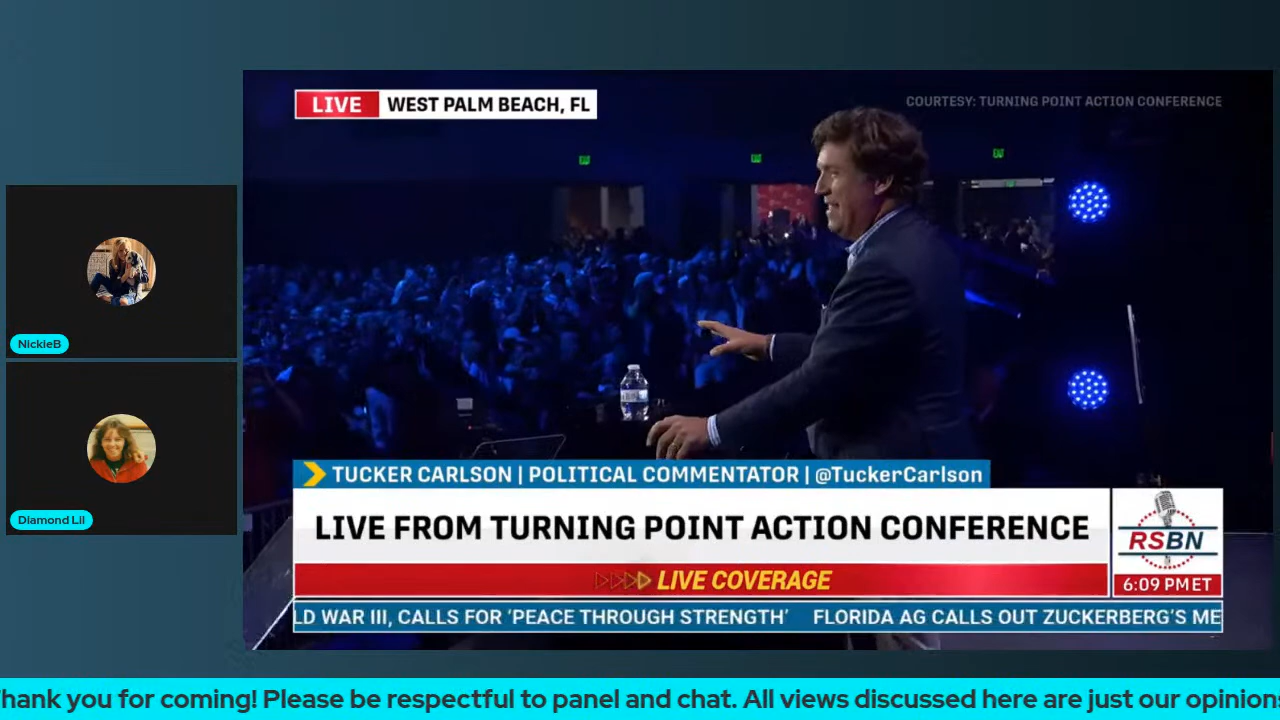 LIVE WEST PALM BEACH, FL
COURTESY: TURNING POINT ACTION CONFERENCE
NickieB
Diamond Lil
TUCKER CARLSON | POLITICAL COMMENTATOR | @TuckerCarlson
LIVE FROM TURNING POINT ACTION CONFERENCE
RSBN
LIVE COVERAGE
6:09 PM ET
LD WAR III, CALLS FOR ‘PEACE THROUGH STRENGTH’ FLORIDA AG CALLS OUT ZUCKERBERG’S ME
hank you for coming! Please be respectful to panel and chat. All views discussed here are just our opinions